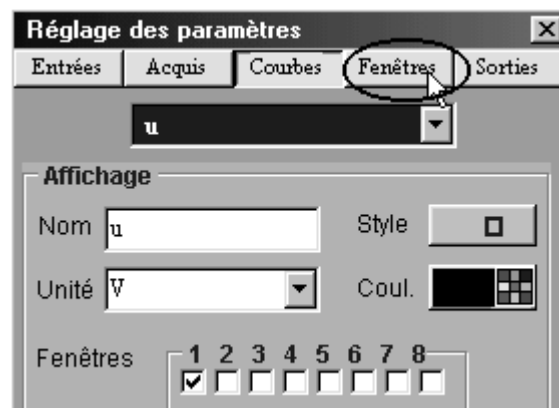 Réglage des paramètres
Entrées Acquis Courbes Fenêtres Sorties
u
Affichage
Nom u Style
Unité V Coul.
Fenêtres 1 2 3 4 5 6 7 8